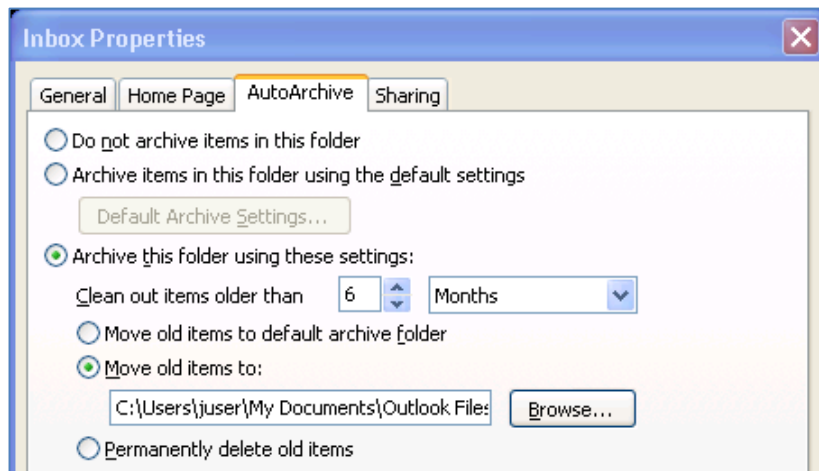 Inbox Properties
General Home Page AutoArchive Sharing
Do not archive items in this folder
Archive items in this folder using the default settings
Default Archive Settings...
Archive this folder using these settings:
Clean out items older than 6 Months
Move old items to default archive folder
Move old items to:
C:\Users\juser\My Documents\Outlook Files Browse...
Permanently delete old items